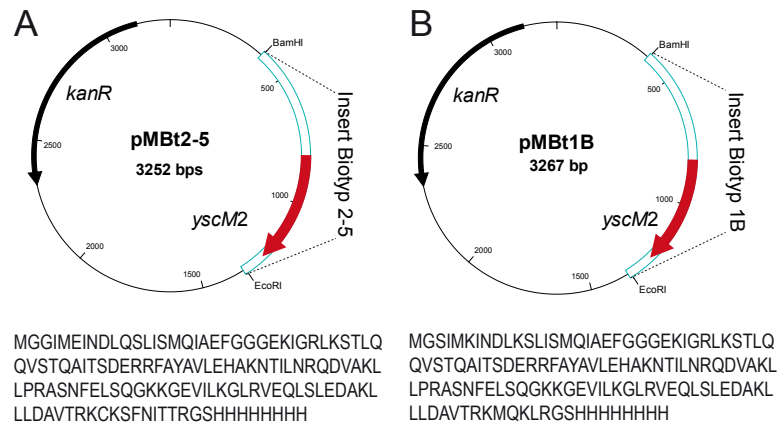 A
BamHI
3000
500
kanR
pMBt2-5
3252 bps
2500
1000
yscM2
2000
1500
EcoRI
Insert Biotyp 2-5
MGGIMEINDLQSLISMQIAEFGGGEKIGRLKSTLQ
QVSTQAITSDERRFAYAVLEHAKNTILNRQDVAKL
LPRASNFELSQGKKGEVILKGLRVEQLSLEDAKL
LLDAVTRKCKSFNITTRGSHHHHHHHH
B
BamHI
3000
500
kanR
pMBt1B
3267 bp
2500
1000
yscM2
2000
1500
EcoRI
Insert Biotyp 1B
MGSIMKINDLKSLISMQIAEFGGGEKIGRLKSTLQ
QVSTQAITSDERRFAYAVLEHAKNTILNRQDVAKL
LPRASNFELSQGKKGEVILKGLRVEQLSLEDAKL
LLDAVTRKMQKLRGSHHHHHHHH